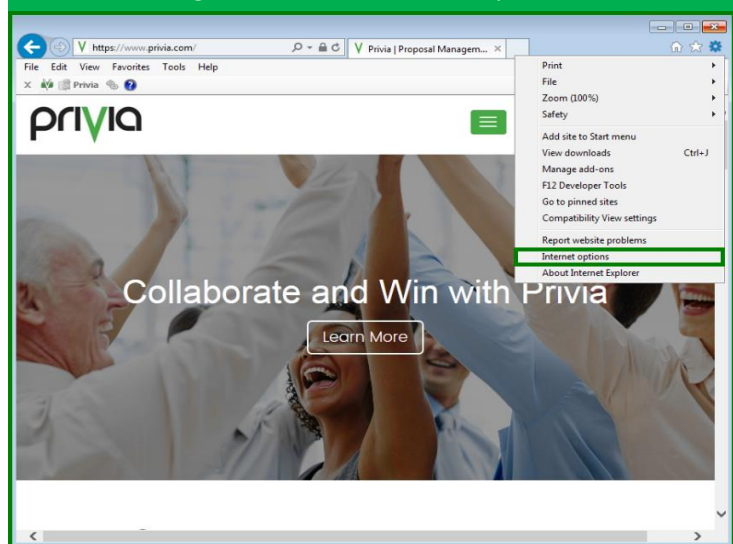 https://www.privia.com/
Privia | Proposal Managem...
File Edit View Favorites Tools Help
Privia
privia
Print
File
Zoom (100%)
Safety
Add site to Start menu
View downloads Ctrl+J
Manage add-ons
F12 Developer Tools
Go to pinned sites
Compatibility View settings
Report website problems
Internet options
About Internet Explorer
Collaborate and Win with Privia
Learn More